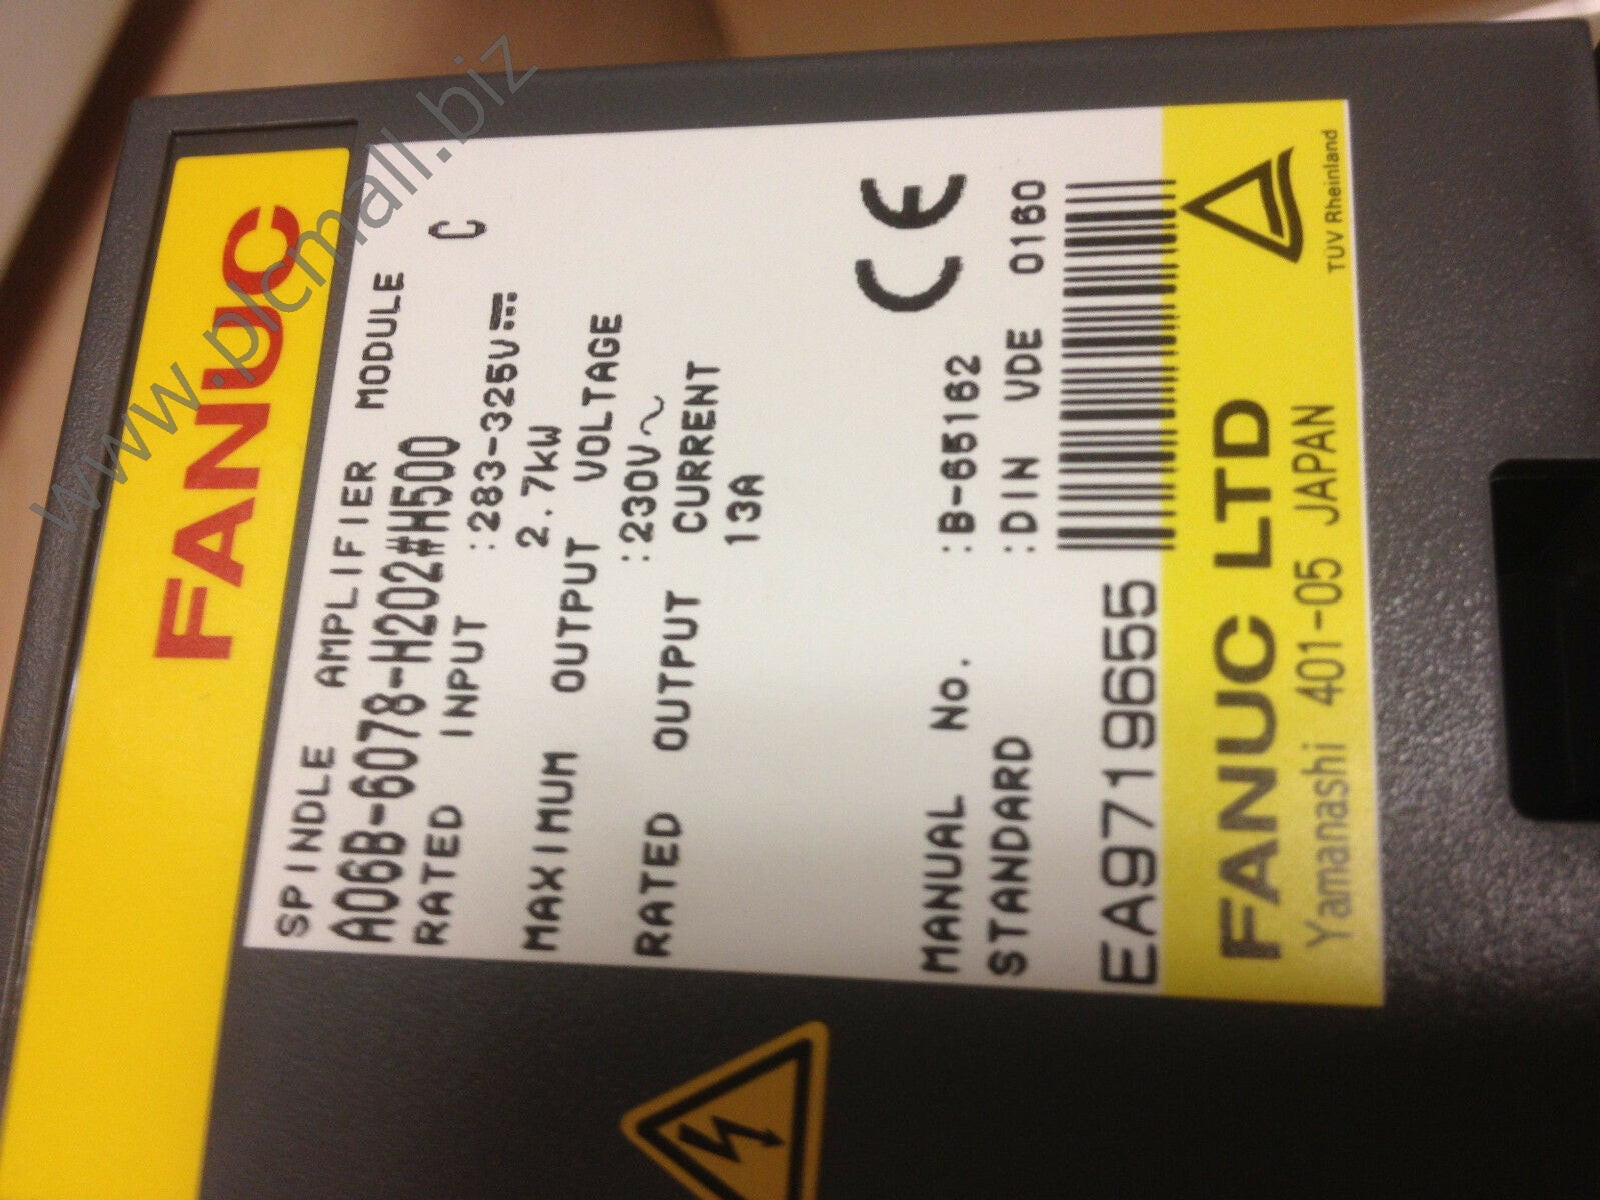 FANUC
SPINDLE AMPLIFIER MODULE
A06B-6078-H202#H500 C
RATED INPUT :283-325V⎓
2.7kW
MAXIMUM OUTPUT VOLTAGE
:230V～
RATED OUTPUT CURRENT
13A
CE
MANUAL No. :B-65162
STANDARD :DIN VDE 0160
EA9719655
FANUC LTD
Yamanashi 401-05 JAPAN
TUV Rheinland
www.plcmall.biz